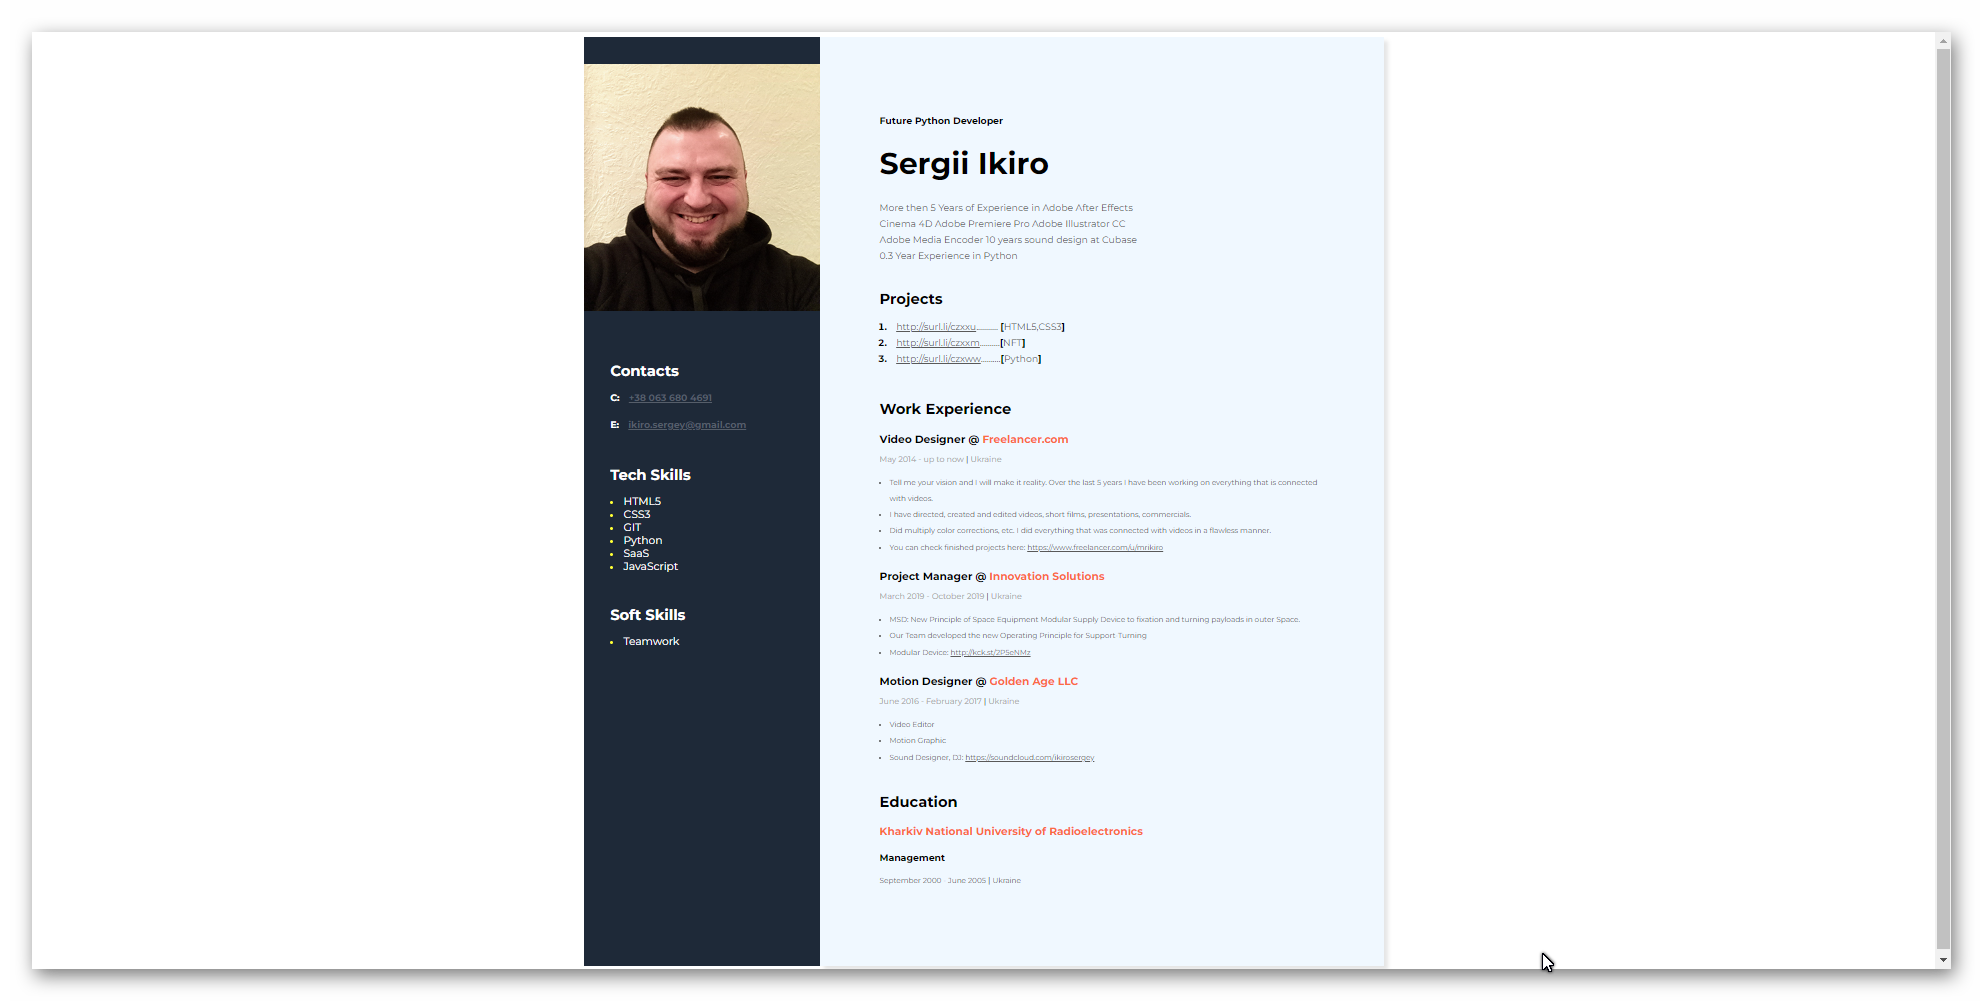 Contacts
C: +38 063 680 4691
E: ikiro.sergey@gmail.com
Tech Skills
HTML5
CSS3
GIT
Python
SaaS
JavaScript
Soft Skills
Teamwork
Future Python Developer
Sergii Ikiro
More then 5 Years of Experience in Adobe After Effects
Cinema 4D Adobe Premiere Pro Adobe Illustrator CC
Adobe Media Encoder 10 years sound design at Cubase
0.3 Year Experience in Python
Projects
1. http://surl.li/czxxu.......... [HTML5,CSS3]
2. http://surl.li/czxxm.........[NFT]
3. http://surl.li/czxww.........[Python]
Work Experience
Video Designer @ Freelancer.com
May 2014 - up to now | Ukraine
Tell me your vision and I will make it reality. Over the last 5 years I have been working on everything that is connected
with videos.
I have directed, created and edited videos, short films, presentations, commercials.
Did multiply color corrections, etc. I did everything that was connected with videos in a flawless manner.
You can check finished projects here: https://www.freelancer.com/u/mrikiro
Project Manager @ Innovation Solutions
March 2019 - October 2019 | Ukraine
MSD: New Principle of Space Equipment Modular Supply Device to fixation and turning payloads in outer Space.
Our Team developed the new Operating Principle for Support-Turning
Modular Device: http://kck.st/2PSeNMz
Motion Designer @ Golden Age LLC
June 2016 - February 2017 | Ukraine
Video Editor
Motion Graphic
Sound Designer, DJ: https://soundcloud.com/ikirosergey
Education
Kharkiv National University of Radioelectronics
Management
September 2000 - June 2005 | Ukraine